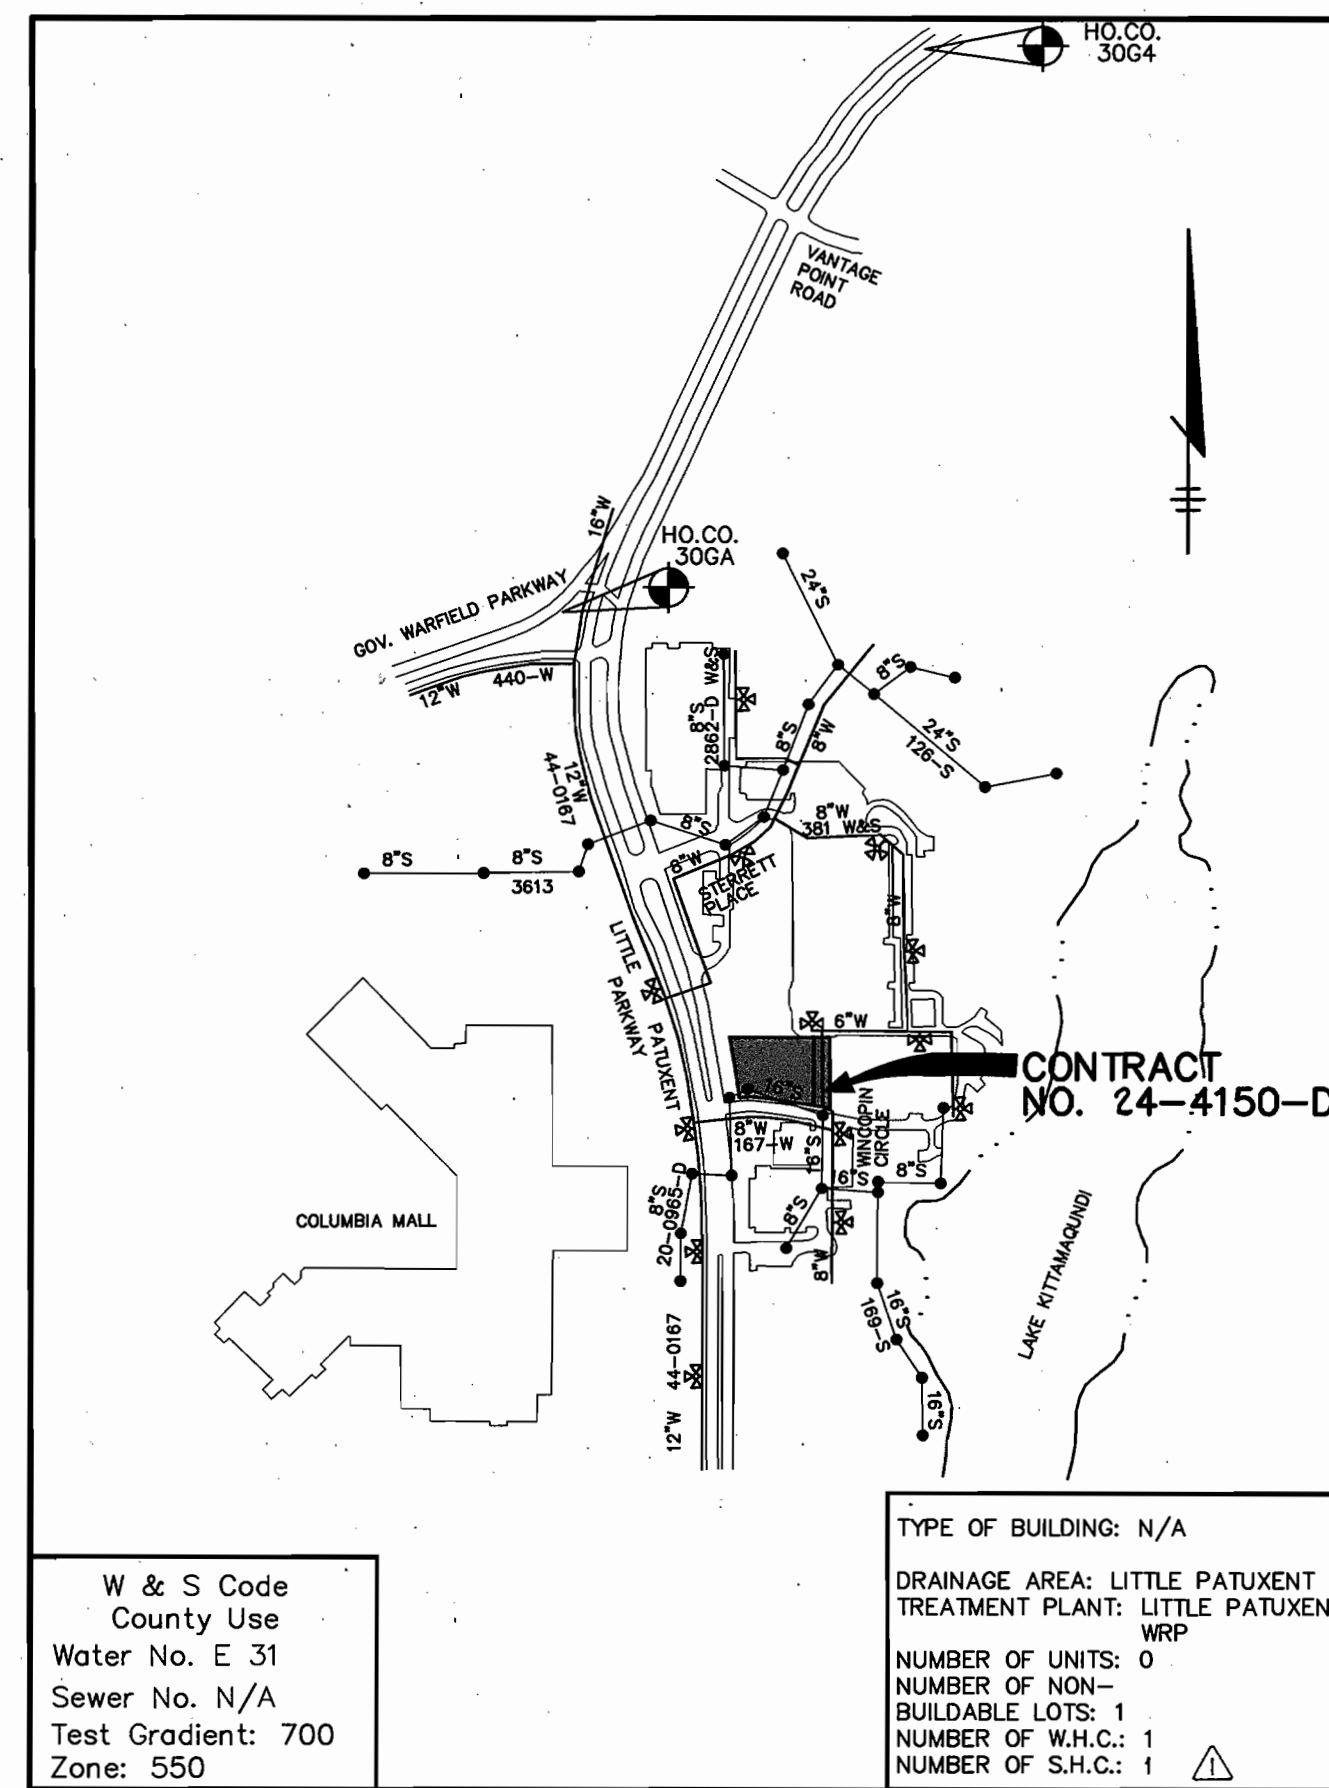 HO.CO.
30G4
VANTAGE
POINT
ROAD
16"W
HO.CO.
30GA
GOV. WARFIELD PARKWAY
12"W
440-W
24"S
8"S
8"S
2862-D W&S
8"S
8"W
24"S
126-S
12"W
44-0167
8"S
8"W
381 W&S
8"S
8"S
3613
8"W
STERRETT
PLACE
8"W
LITTLE PATUXENT
PARKWAY
6"W
CONTRACT
NO. 24-4150-D
16"S
8"W
167-W
16"S
WINCOPIN
CIRCLE
16"S
8"S
8"S
20-0965-D
8"S
8"W
COLUMBIA MALL
LAKE KITTAMAQUNDI
16"S
169-S
44-0167
12"W
16"S
TYPE OF BUILDING: N/A
DRAINAGE AREA: LITTLE PATUXENT
TREATMENT PLANT: LITTLE PATUXEN
WRP
NUMBER OF UNITS: 0
NUMBER OF NON-
BUILDABLE LOTS: 1
NUMBER OF W.H.C.: 1
NUMBER OF S.H.C.: 1
1
W & S Code
County Use
Water No. E 31
Sewer No. N/A
Test Gradient: 700
Zone: 550